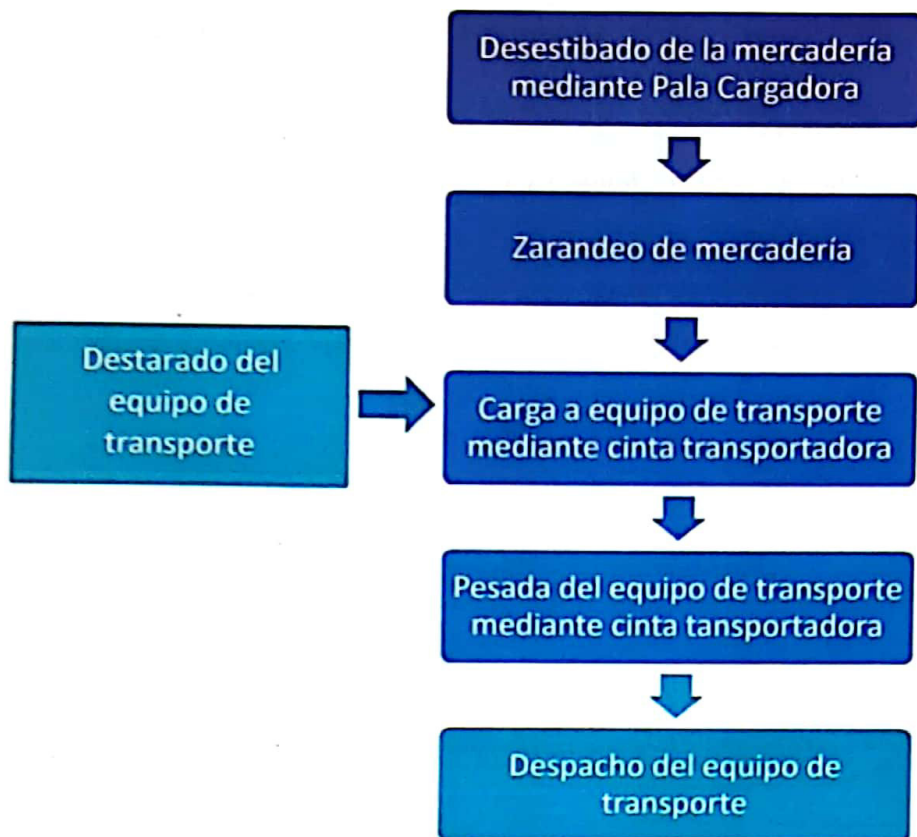 Desestibado de la mercadería
mediante Pala Cargadora
Zarandeo de mercadería
Destarado del
equipo de
transporte
Carga a equipo de transporte
mediante cinta transportadora
Pesada del equipo de transporte
mediante cinta tansportadora
Despacho del equipo de
transporte